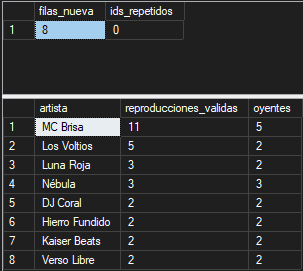 filas_nueva ids_repetidos
1 8 0
artista reproducciones_validas oyentes
1 MC Brisa 11 5
2 Los Voltios 5 2
3 Luna Roja 3 2
4 Nébula 3 3
5 DJ Coral 2 2
6 Hierro Fundido 2 2
7 Kaiser Beats 2 2
8 Verso Libre 2 2